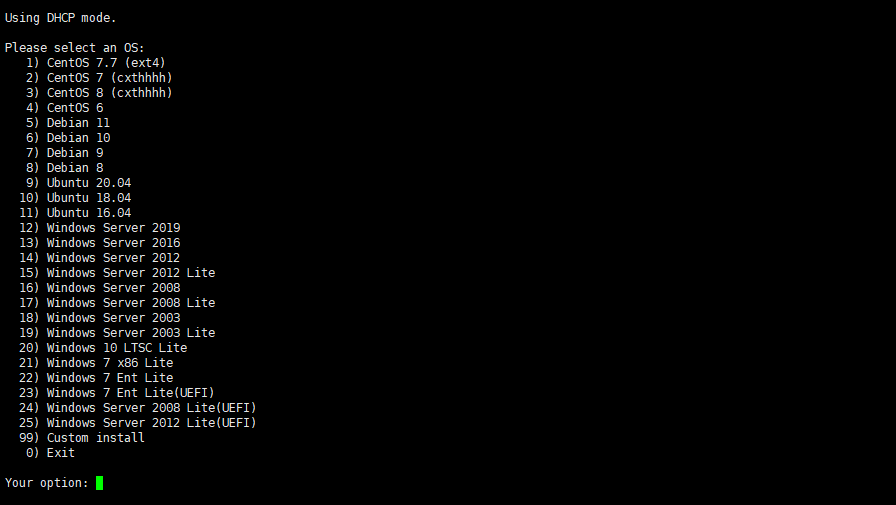 Using DHCP mode.
Please select an OS:
1) CentOS 7.7 (ext4)
2) CentOS 7 (cxthhhh)
3) CentOS 8 (cxthhhh)
4) CentOS 6
5) Debian 11
6) Debian 10
7) Debian 9
8) Debian 8
9) Ubuntu 20.04
10) Ubuntu 18.04
11) Ubuntu 16.04
12) Windows Server 2019
13) Windows Server 2016
14) Windows Server 2012
15) Windows Server 2012 Lite
16) Windows Server 2008
17) Windows Server 2008 Lite
18) Windows Server 2003
19) Windows Server 2003 Lite
20) Windows 10 LTSC Lite
21) Windows 7 x86 Lite
22) Windows 7 Ent Lite
23) Windows 7 Ent Lite(UEFI)
24) Windows Server 2008 Lite(UEFI)
25) Windows Server 2012 Lite(UEFI)
99) Custom install
0) Exit
Your option: